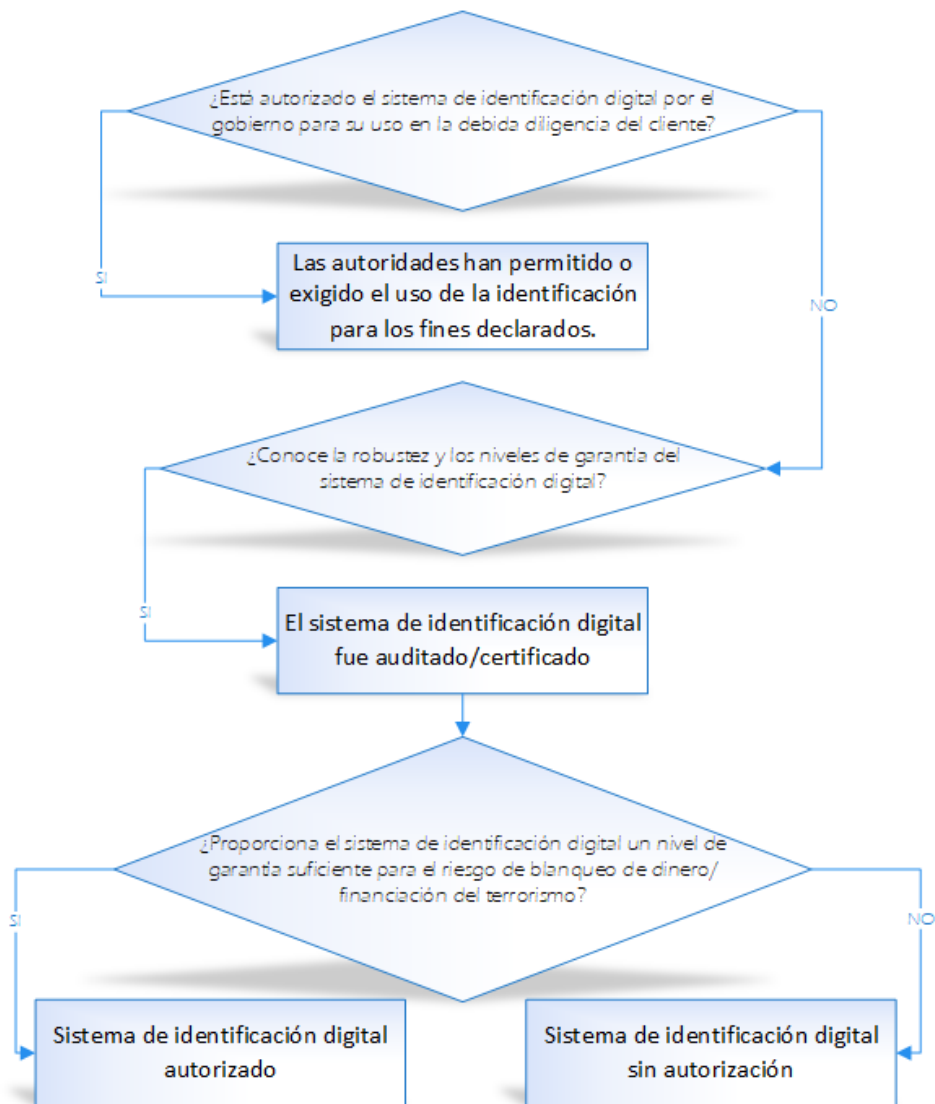 ¿Está autorizado el sistema de identificación digital por el
gobierno para su uso en la debida diligencia del cliente?
SI
Las autoridades han permitido o
exigido el uso de la identificación
para los fines declarados.
NO
¿Conoce la robustez y los niveles de garantía del
sistema de identificación digital?
SI
El sistema de identificación digital
fue auditado/certificado
¿Proporciona el sistema de identificación digital un nivel de
garantía suficiente para el riesgo de blanqueo de dinero/
financiación del terrorismo?
SI
NO
Sistema de identificación digital
autorizado
Sistema de identificación digital
sin autorización